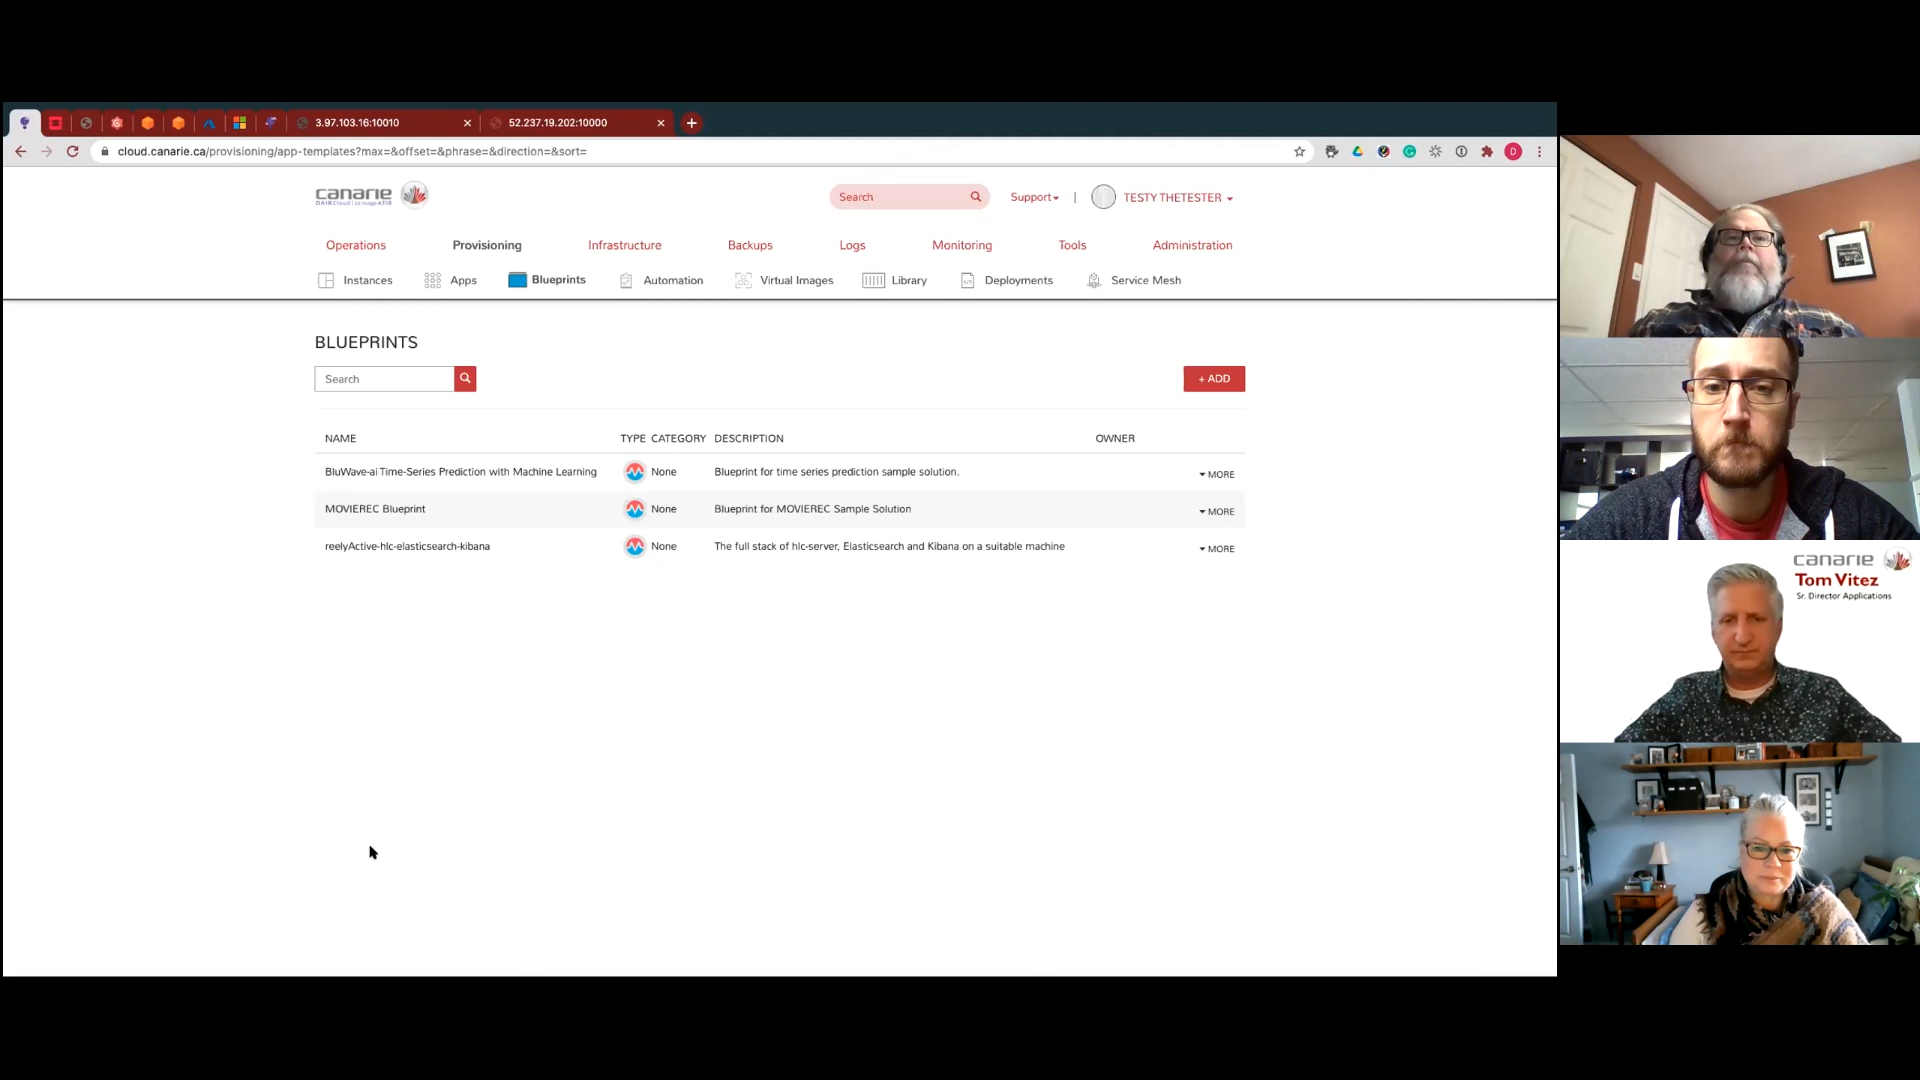 3.97.103.16:10010
52.237.19.202:10000
cloud.canarie.ca/provisioning/app-templates?max=&offset=&phrase=&direction=&sort=
D
canarie
DAIR Cloud | Le nuage ATIR
Search
Support
|
TESTY THETESTER
Operations
Provisioning
Infrastructure
Backups
Logs
Monitoring
Tools
Administration
Instances
Apps
Blueprints
Automation
Virtual Images
Library
Deployments
Service Mesh
BLUEPRINTS
Search
+ ADD
NAME TYPE CATEGORY DESCRIPTION OWNER
BluWave-ai Time-Series Prediction with Machine Learning None Blueprint for time series prediction sample solution. MORE
MOVIEREC Blueprint None Blueprint for MOVIEREC Sample Solution MORE
reelyActive-hlc-elasticsearch-kibana None The full stack of hlc-server, Elasticsearch and Kibana on a suitable machine MORE
canarie
Tom Vitez
Sr. Director Applications